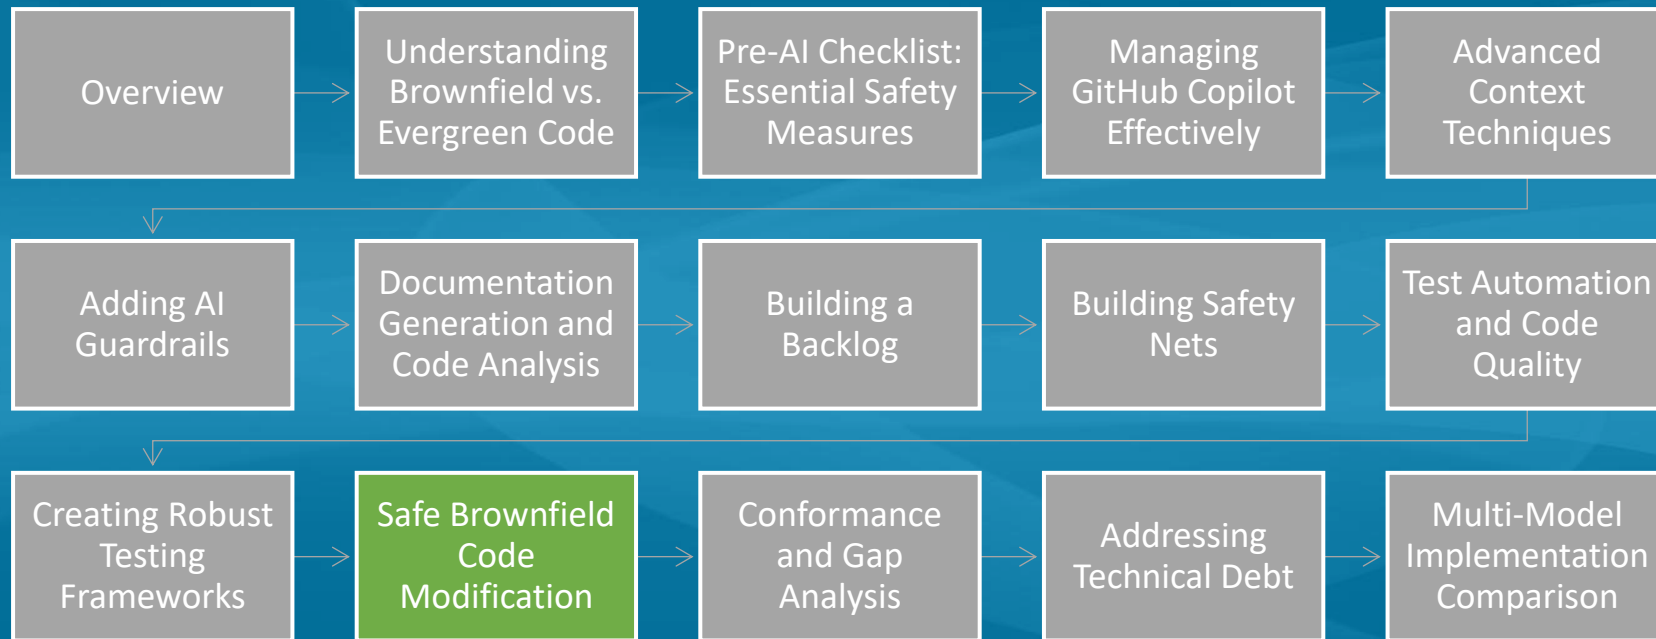 Overview
Understanding
Brownfield vs.
Evergreen Code
Pre-AI Checklist:
Essential Safety
Measures
Managing
GitHub Copilot
Effectively
Advanced
Context
Techniques
Adding AI
Guardrails
Documentation
Generation and
Code Analysis
Building a
Backlog
Building Safety
Nets
Test Automation
and Code
Quality
Creating Robust
Testing
Frameworks
Safe Brownfield
Code
Modification
Conformance
and Gap
Analysis
Addressing
Technical Debt
Multi-Model
Implementation
Comparison